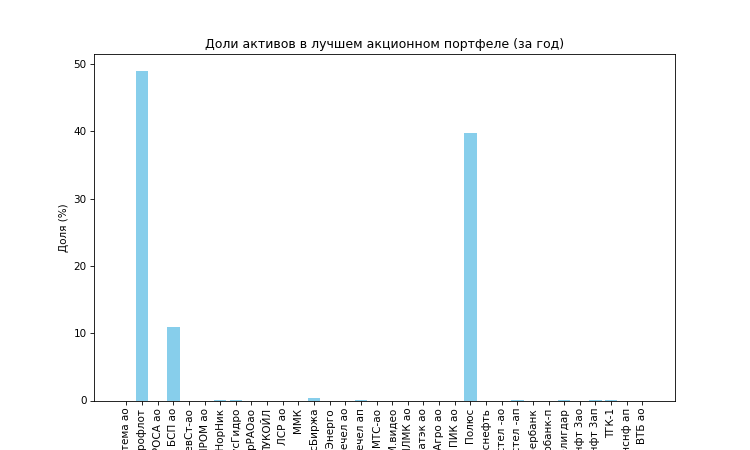 Доли активов в лучшем акционном портфеле (за год)
Доля (%)
50
40
30
20
10
0
тема ао
рофлот
РОСА ао
БСП ао
евСт-ао
ПРОМ ао
НорНик
сГидро
рРАОао
ЛУКОЙЛ
ЛСР ао
ММК
сБиржа
Энерго
ечел ао
ечел ап
МТС-ао
М.видео
НЛМК ао
атэк ао
Агро ао
ПИК ао
Полюс
снефть
стел -ао
стел -ап
ербанк
рбанк-п
лигдар
нфт 3ао
нфт 3ап
ТГК-1
нснф ап
ВТБ ао